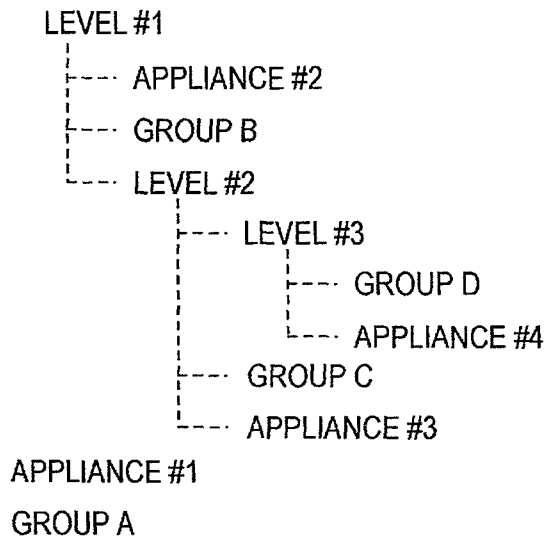 LEVEL #1
APPLIANCE #2
GROUP B
LEVEL #2
LEVEL #3
GROUP D
APPLIANCE #4
GROUP C
APPLIANCE #3
APPLIANCE #1
GROUP A